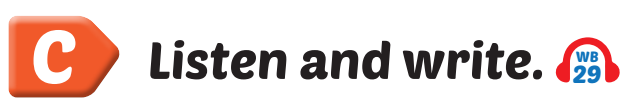 C Listen and write. WB 29